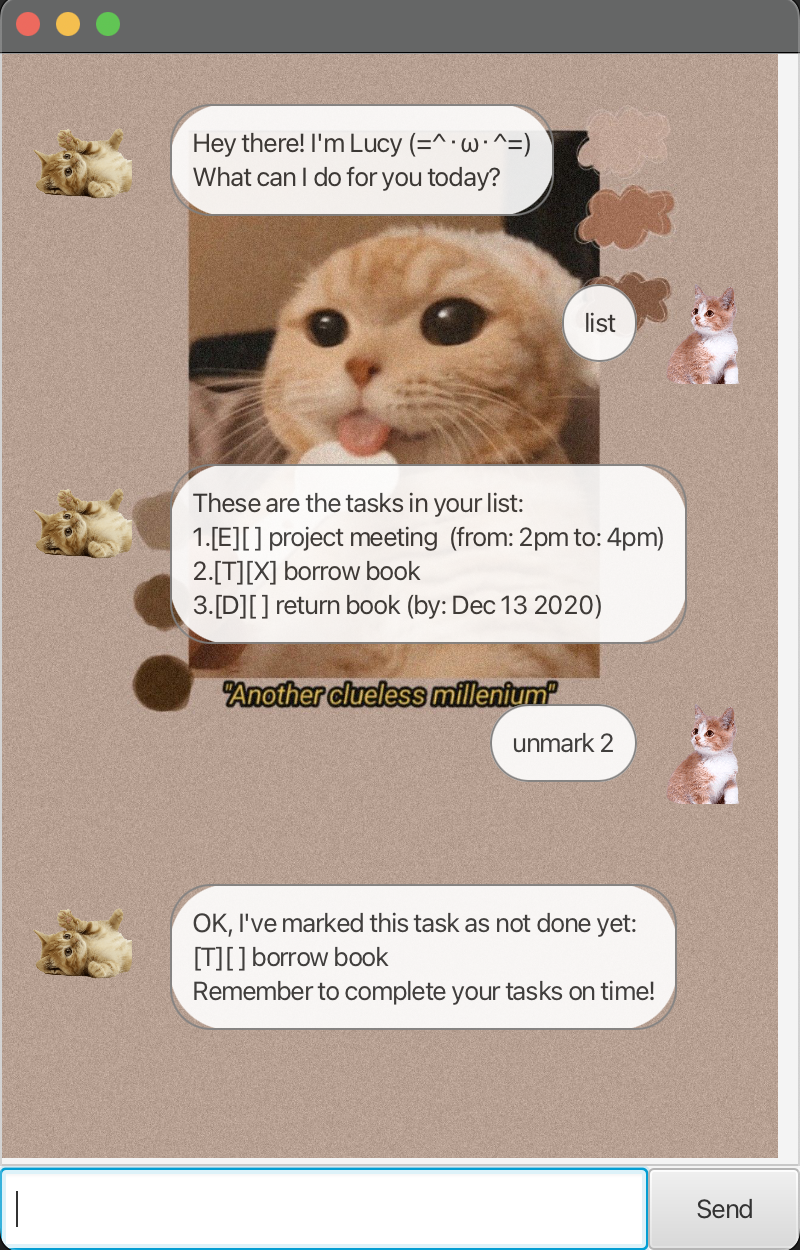 Hey there! I'm Lucy (=^･ω･^=)
What can I do for you today?
list
These are the tasks in your list:
1.[E][ ] project meeting  (from: 2pm to: 4pm)
2.[T][X] borrow book
3.[D][ ] return book (by: Dec 13 2020)
"Another clueless millenium"
unmark 2
OK, I've marked this task as not done yet:
[T][ ] borrow book
Remember to complete your tasks on time!
Send